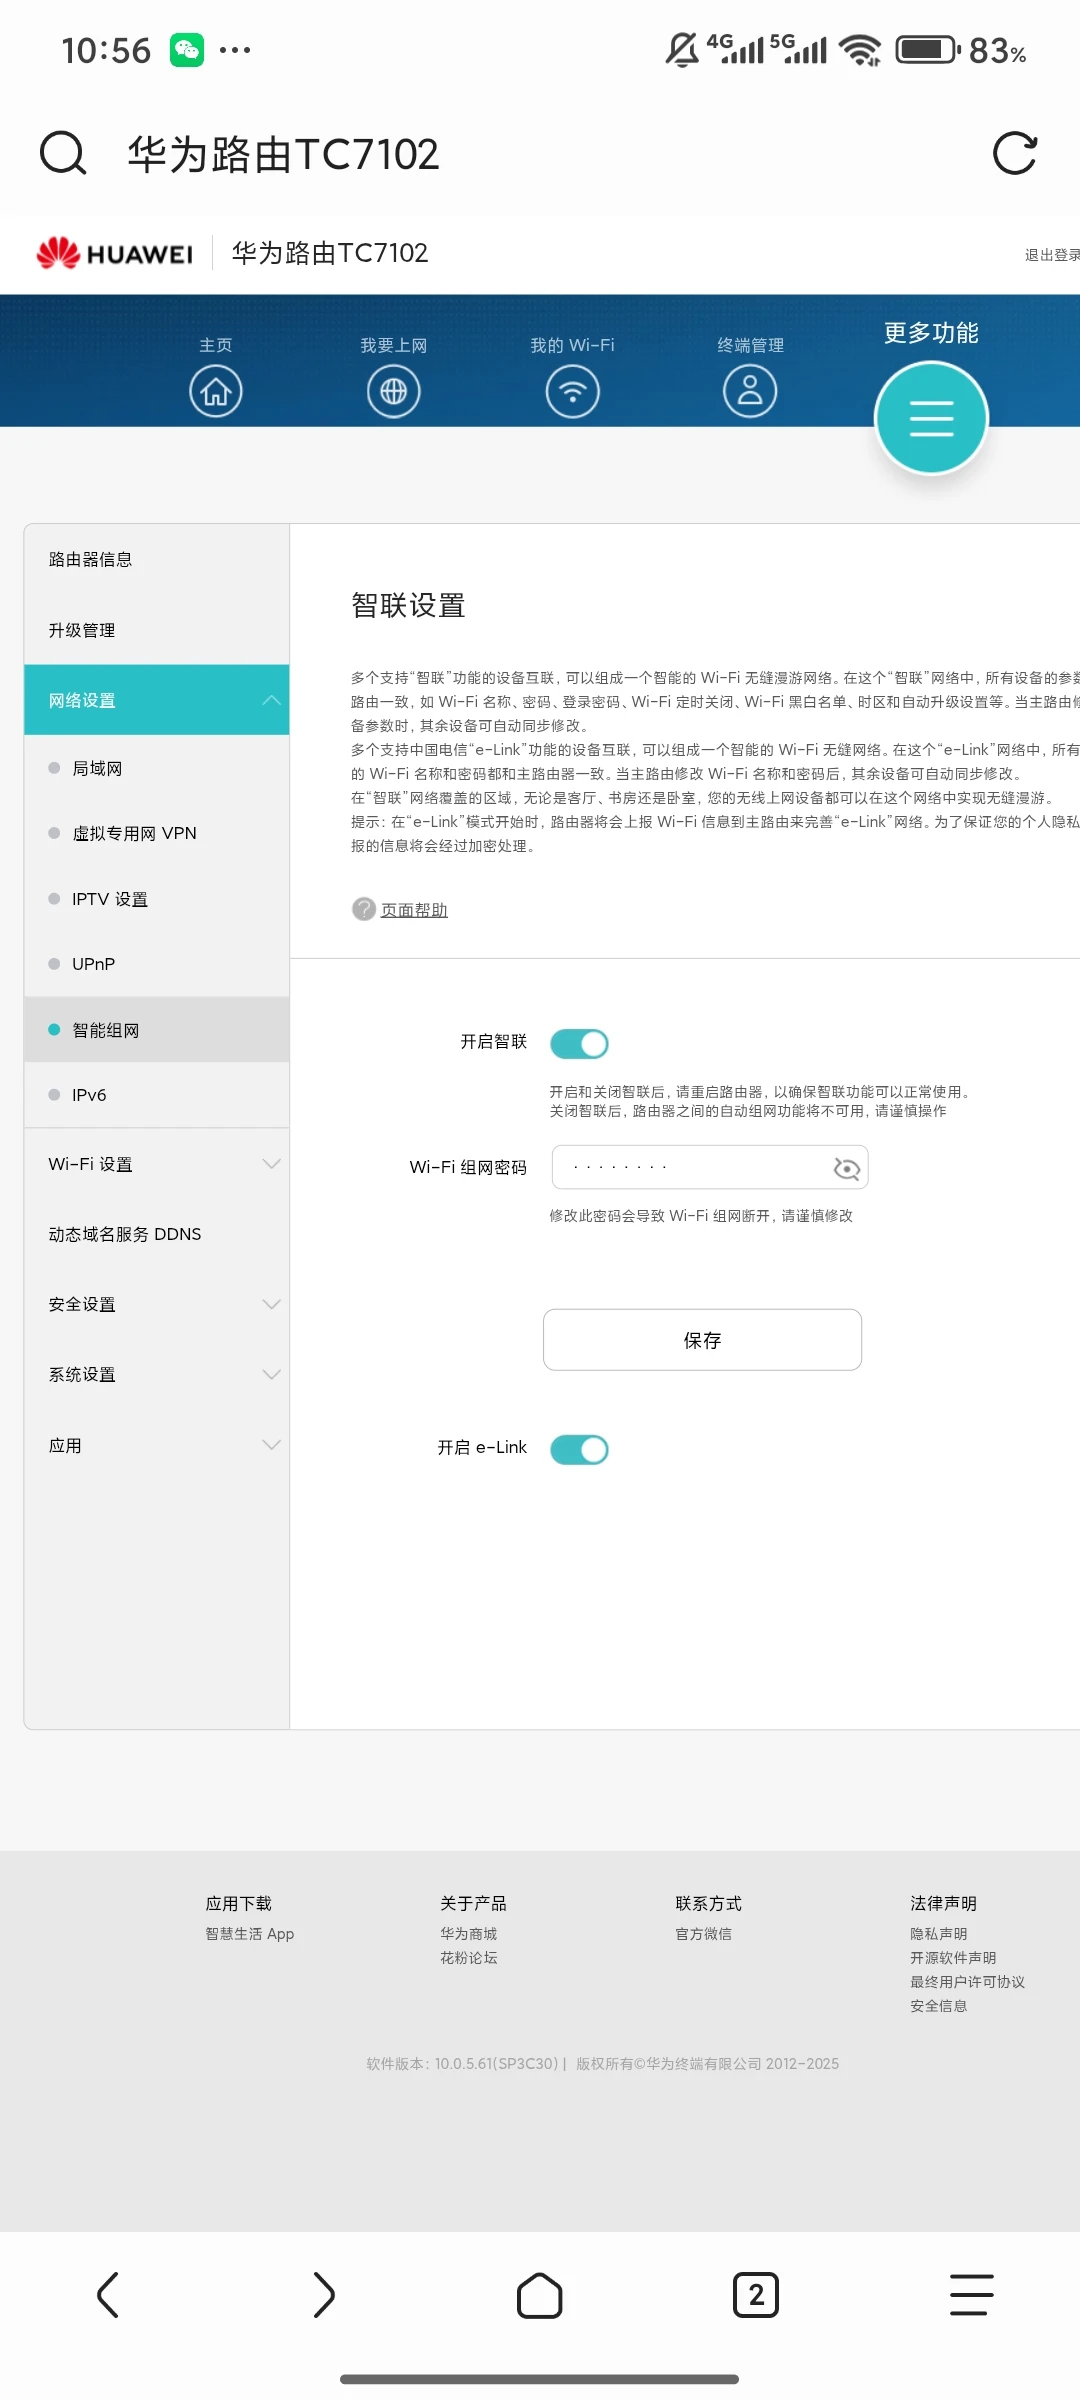 10:56
4G 5G 83%
华为路由TC7102
HUAWEI 华为路由TC7102
退出登录
主页 我要上网 我的 Wi-Fi 终端管理 更多功能
路由器信息
升级管理
网络设置
局域网
虚拟专用网 VPN
IPTV 设置
UPnP
智能组网
IPv6
Wi-Fi 设置
动态域名服务 DDNS
安全设置
系统设置
应用
智联设置
多个支持“智联”功能的设备互联，可以组成一个智能的 Wi-Fi 无缝漫游网络。在这个“智联”网络中，所有设备的参数
路由一致，如 Wi-Fi 名称、密码、登录密码、Wi-Fi 定时关闭、Wi-Fi 黑白名单、时区和自动升级设置等。当主路由修
备参数时，其余设备可自动同步修改。
多个支持中国电信“e-Link”功能的设备互联，可以组成一个智能的 Wi-Fi 无缝网络。在这个“e-Link”网络中，所有
的 Wi-Fi 名称和密码都和主路由器一致。当主路由修改 Wi-Fi 名称和密码后，其余设备可自动同步修改。
在“智联”网络覆盖的区域，无论是客厅、书房还是卧室，您的无线上网设备都可以在这个网络中实现无缝漫游。
提示：在“e-Link”模式开始时，路由器将会上报 Wi-Fi 信息到主路由来完善“e-Link”网络。为了保证您的个人隐私
报的信息将会经过加密处理。
页面帮助
开启智联
开启和关闭智联后，请重启路由器，以确保智联功能可以正常使用。
关闭智联后，路由器之间的自动组网功能将不可用，请谨慎操作
Wi-Fi 组网密码
修改此密码会导致 Wi-Fi 组网断开，请谨慎修改
保存
开启 e-Link
应用下载
智慧生活 App
关于产品
华为商城
花粉论坛
联系方式
官方微信
法律声明
隐私声明
开源软件声明
最终用户许可协议
安全信息
软件版本：10.0.5.61(SP3C30) | 版权所有©华为终端有限公司 2012-2025
2